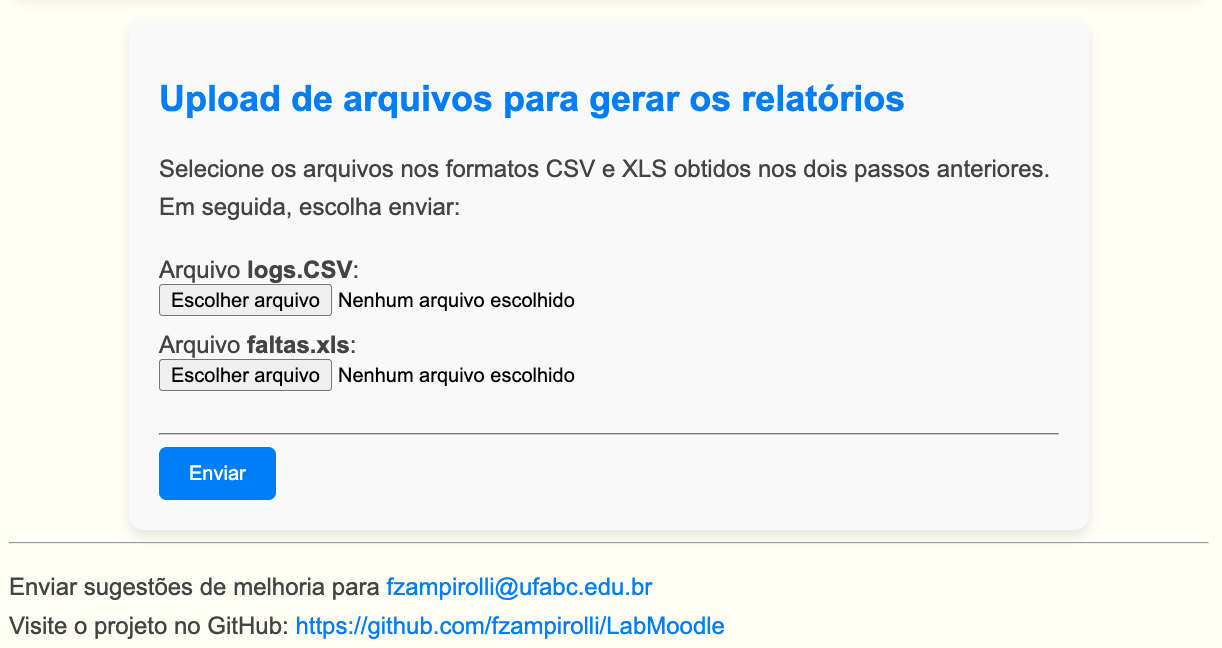 Upload de arquivos para gerar os relatórios
Selecione os arquivos nos formatos CSV e XLS obtidos nos dois passos anteriores.
Em seguida, escolha enviar:
Arquivo logs.CSV:
Escolher arquivo Nenhum arquivo escolhido
Arquivo faltas.xls:
Escolher arquivo Nenhum arquivo escolhido
Enviar
Enviar sugestões de melhoria para fzampirolli@ufabc.edu.br
Visite o projeto no GitHub: https://github.com/fzampirolli/LabMoodle